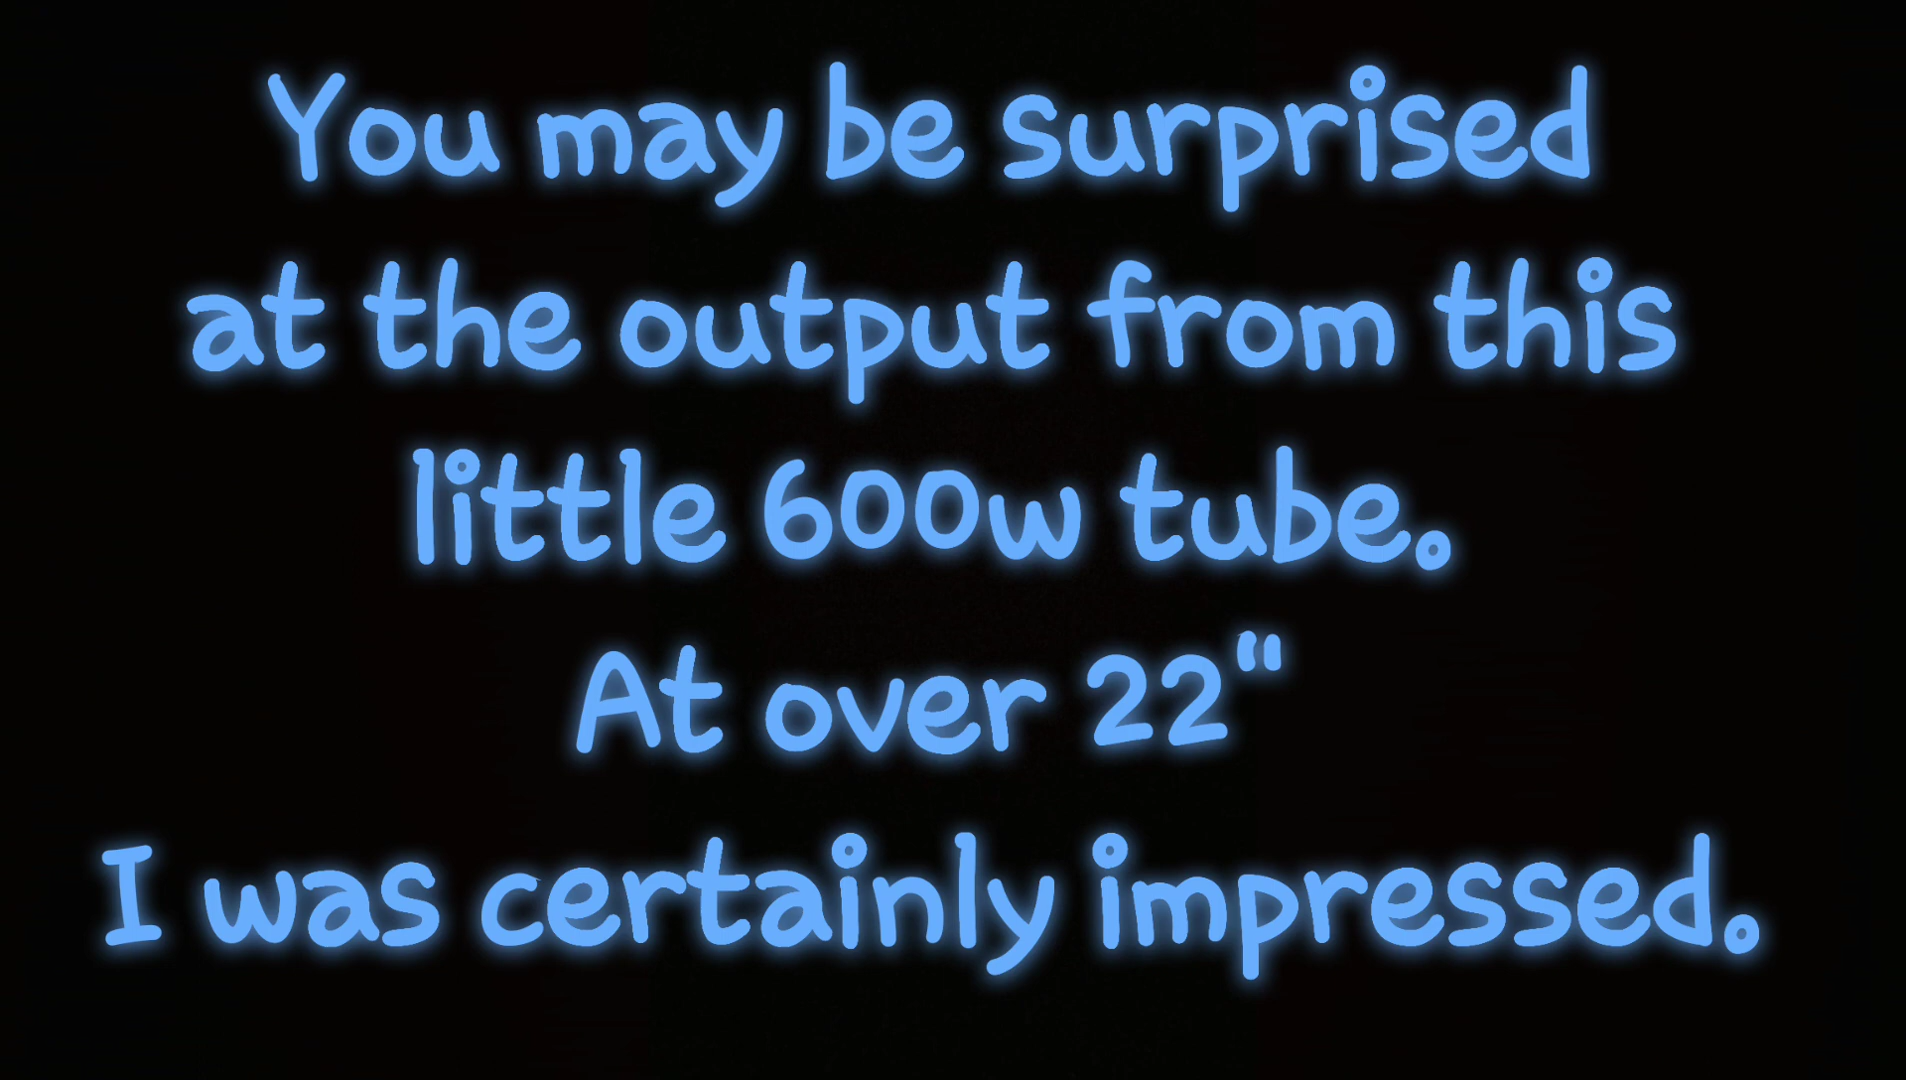 You may be surprised
at the output from this
little 600w tube.
At over 22"
I was certainly impressed.